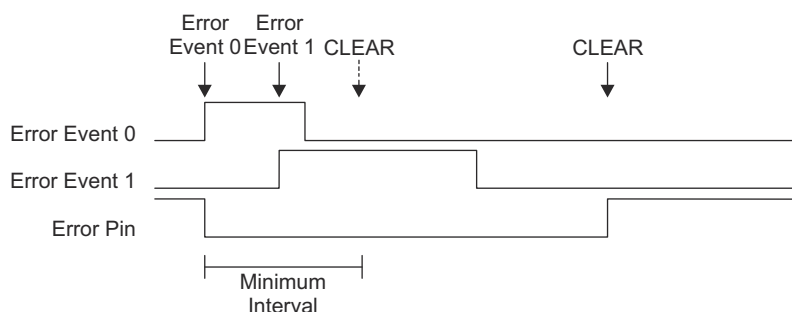 Error
Event 0
Error
Event 1
CLEAR
CLEAR
Error Event 0
Error Event 1
Error Pin
Minimum
Interval